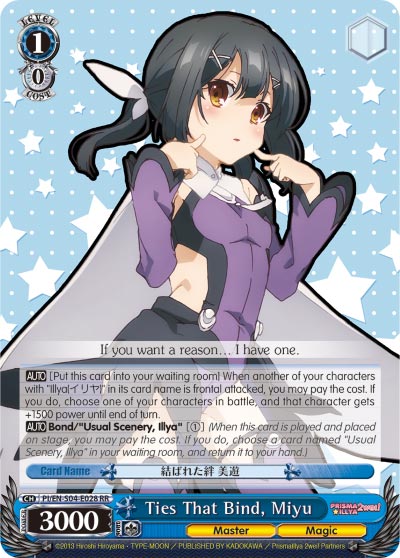 LEVEL
1
0
COST
If you want a reason… I have one.
AUTO [Put this card into your waiting room] When another of your characters
with "Illya(イリヤ)" in its card name is frontal attacked, you may pay the cost. If
you do, choose one of your characters in battle, and that character gets
+1500 power until end of turn.
AUTO Bond/"Usual Scenery, Illya" [①] (When this card is played and placed
on stage, you may pay the cost. If you do, choose a card named "Usual
Scenery, Illya" in your waiting room, and return it to your hand.)
Card Name 結ばれた絆 美遊
CH PI/EN-S04-E028 RR
3000
Ties That Bind, Miyu
PRISMA ILLYA 2wei!
Master Magic
©2013 Hiroshi Hiroyama・TYPE-MOON / PUBLISHED BY KADOKAWA / Prismaillya 2wei Partners